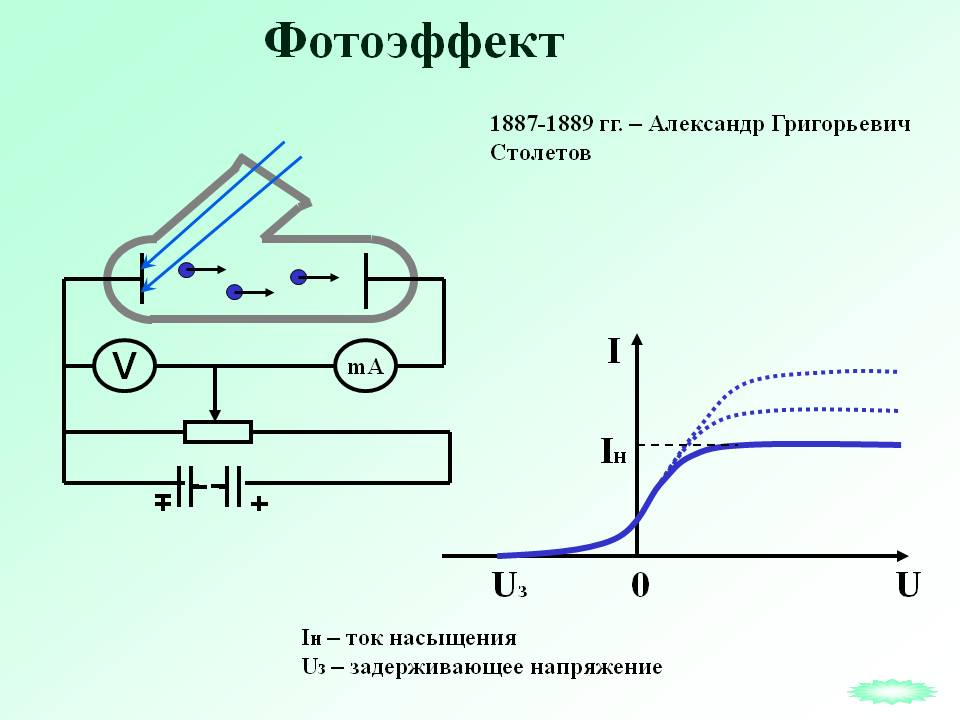 Фотоэффект
1887-1889 гг. – Александр Григорьевич
Столетов
V
mA
+
+
I
Iн
Uз
0
U
Iн – ток насыщения
Uз – задерживающее напряжение